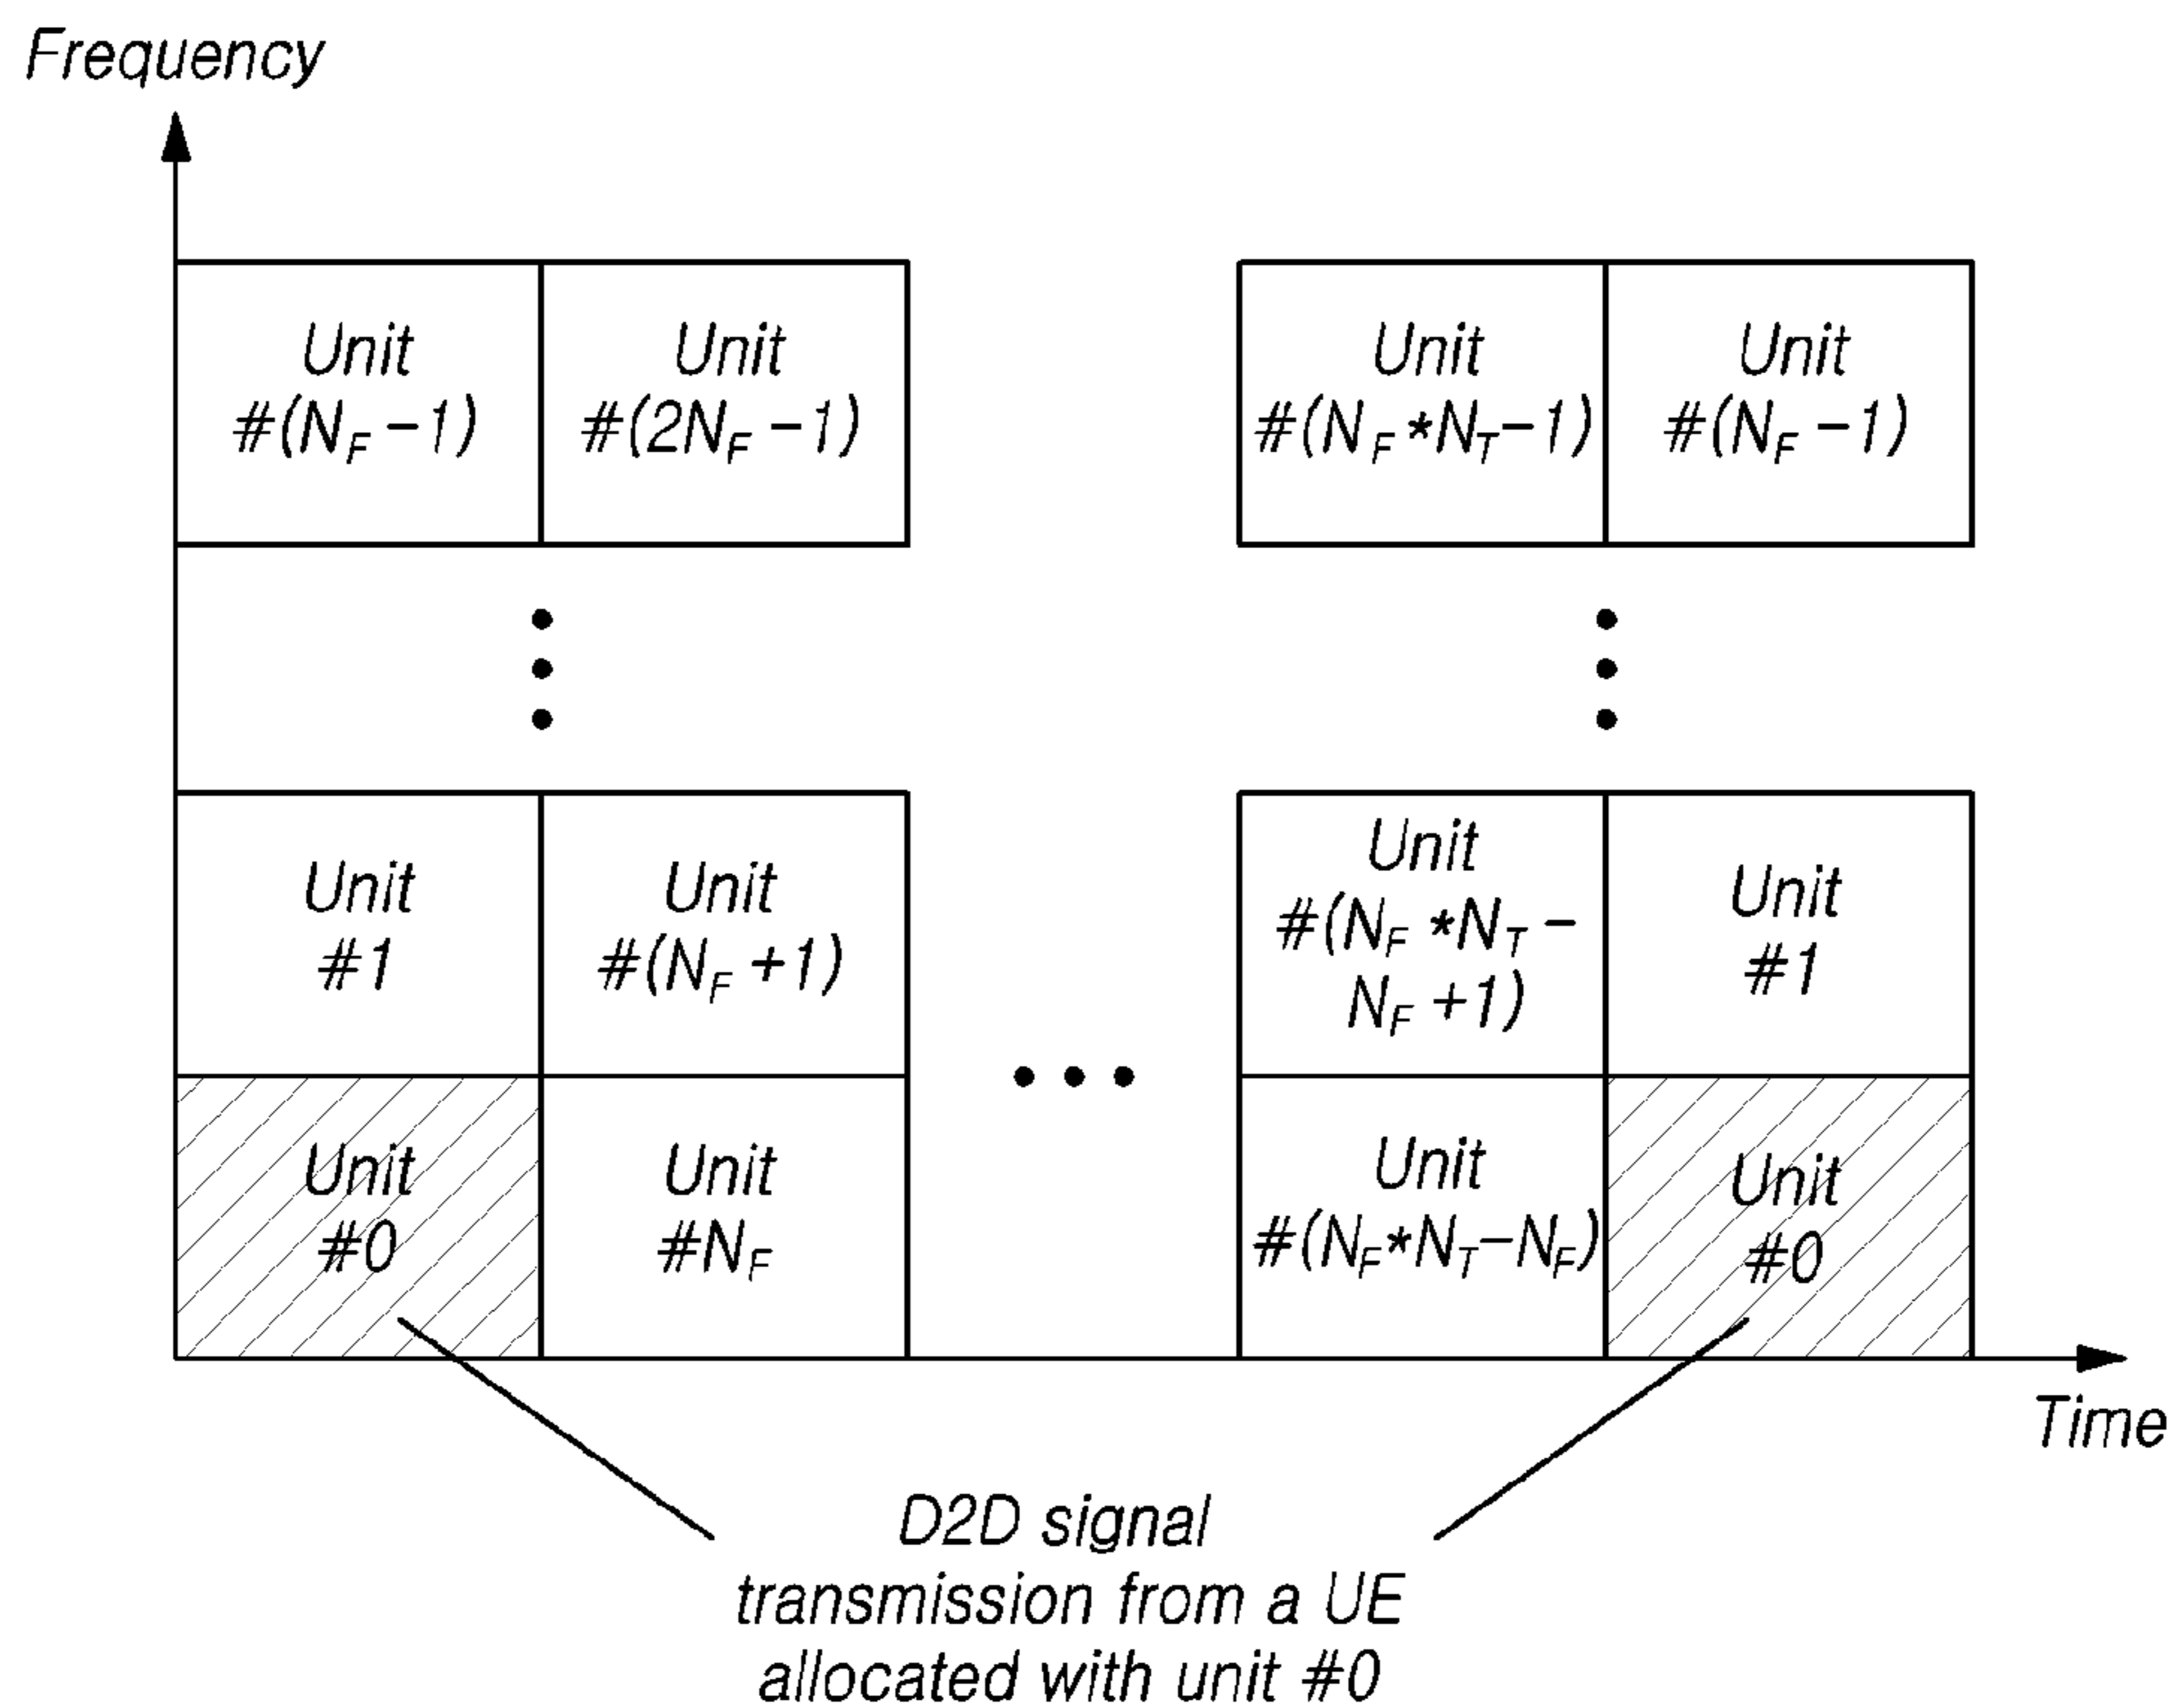 Frequency
Unit
#(N_F - 1)
Unit
#(2N_F - 1)
Unit
#(N_F*N_T-1)
Unit
#(N_F - 1)
Unit
#1
Unit
#(N_F + 1)
Unit
#(N_F *N_T -
N_F +1)
Unit
#1
Unit
#0
Unit
#N_F
Unit
#(N_F*N_T-N_F)
Unit
#0
Time
D2D signal
transmission from a UE
allocated with unit #0